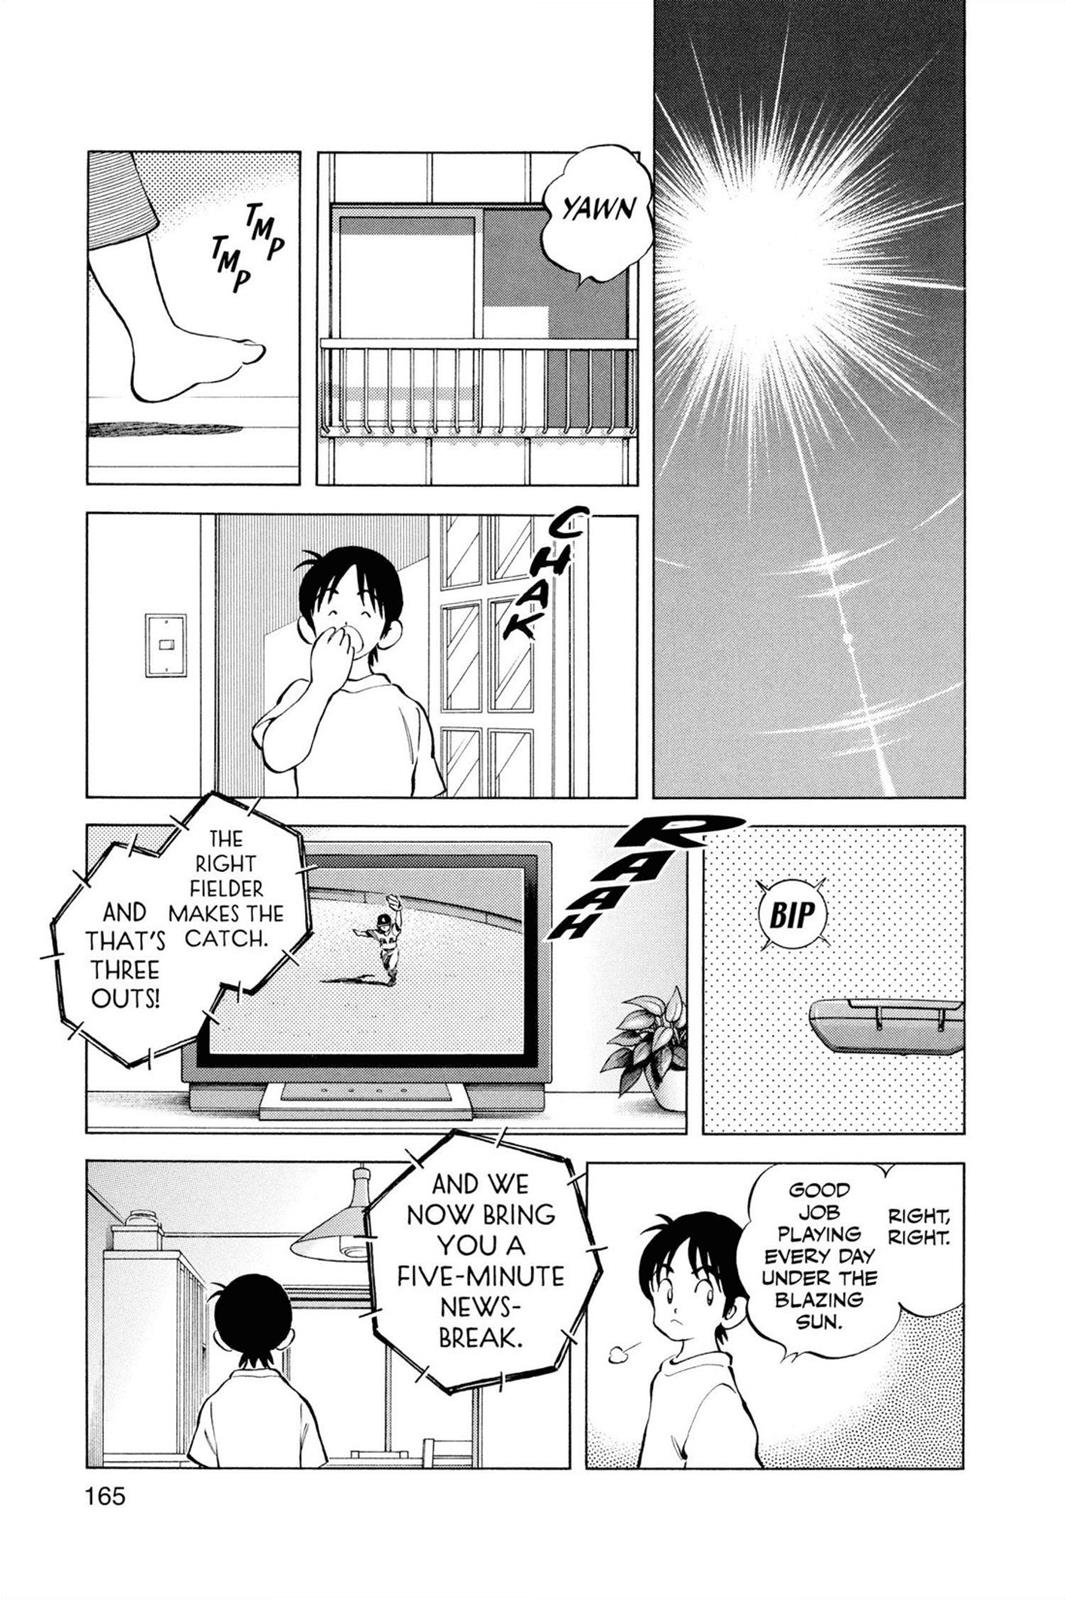 YAWN
TMP
TMP
CHAK
BIP
RAAH
THE
RIGHT
FIELDER
MAKES THE
CATCH.
AND
THAT'S
THREE
OUTS!
RIGHT,
RIGHT.
GOOD
JOB
PLAYING
EVERY DAY
UNDER THE
BLAZING
SUN.
AND WE
NOW BRING
YOU A
FIVE-MINUTE
NEWS-
BREAK.
165